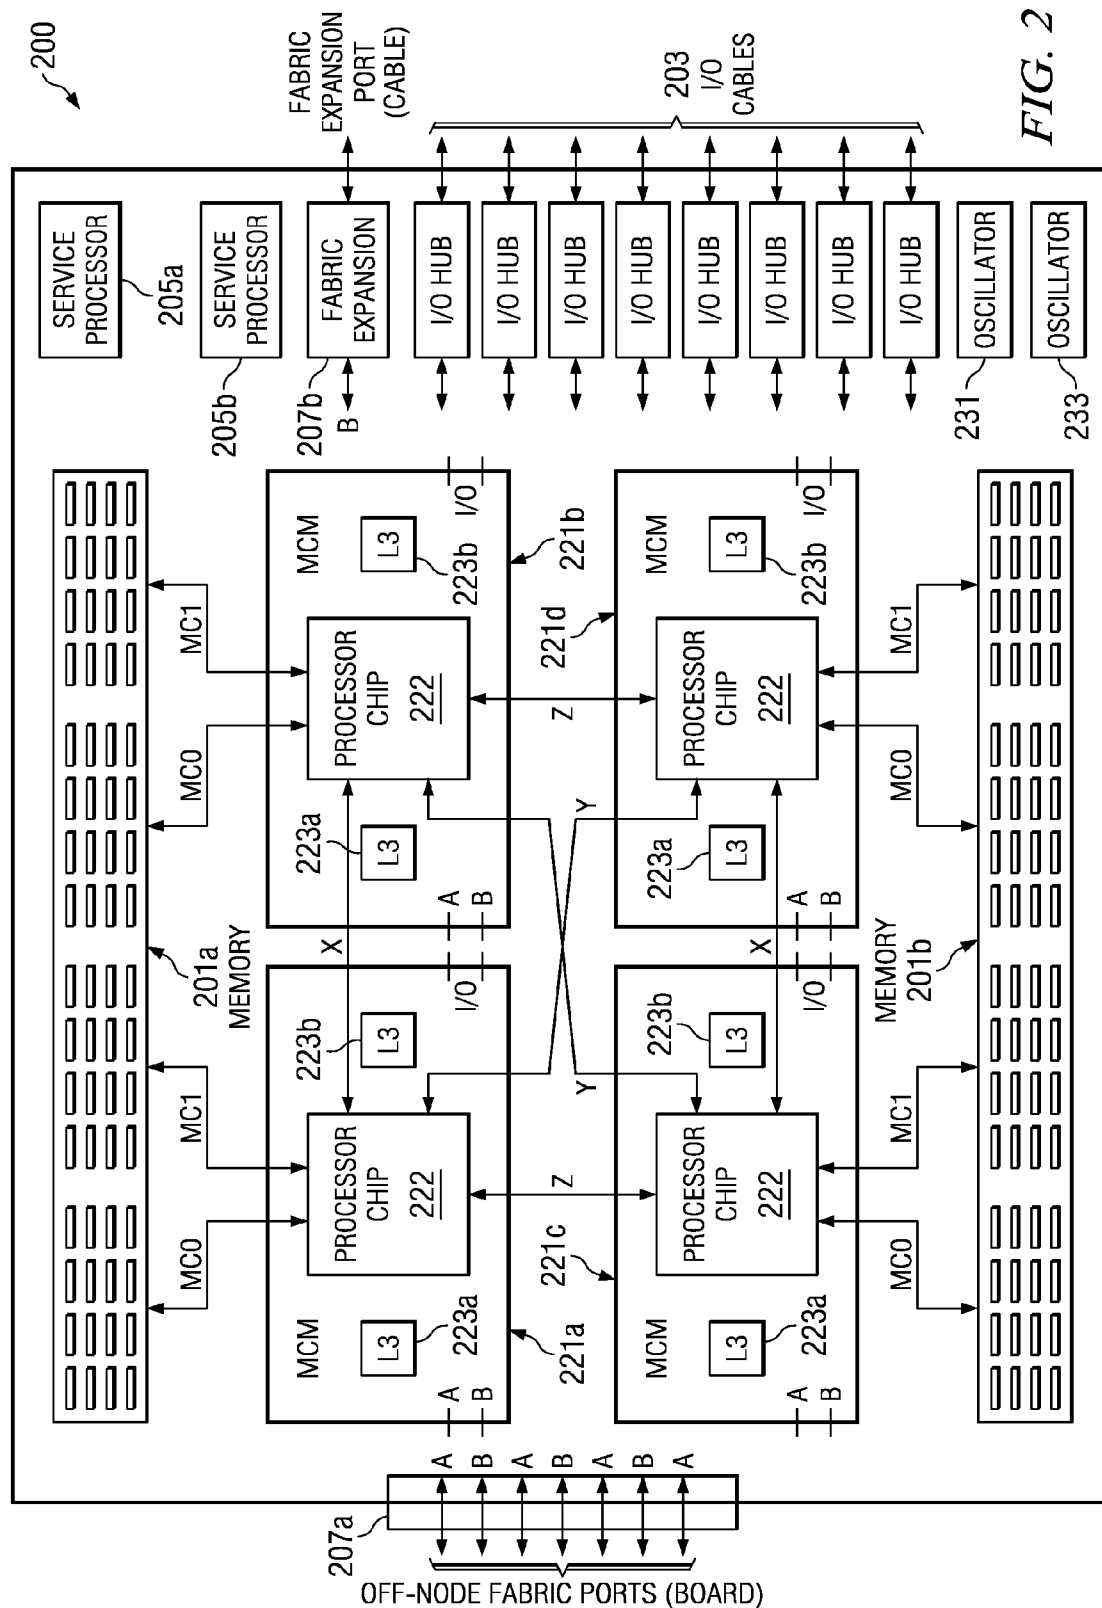 200
SERVICE
PROCESSOR
205a
SERVICE
PROCESSOR
205b
FABRIC
EXPANSION
207b
B
FABRIC
EXPANSION
PORT
(CABLE)
I/O HUB
I/O HUB
I/O HUB
I/O HUB
I/O HUB
I/O HUB
I/O HUB
I/O HUB
203
I/O
CABLES
OSCILLATOR
231
OSCILLATOR
233
201a
MEMORY
MC0
MC1
MC0
MC1
MCM
L3
223a
PROCESSOR
CHIP
222
L3
223b
A
B
I/O
221a
X
MCM
L3
223a
PROCESSOR
CHIP
222
L3
223b
A
B
I/O
221b
Z
Y
Y
Z
221c
MCM
L3
223a
PROCESSOR
CHIP
222
L3
223b
A
B
I/O
X
221d
MCM
L3
223a
PROCESSOR
CHIP
222
L3
223b
A
B
I/O
MC0
MC1
MC0
MC1
MEMORY
201b
207a
A
B
A
B
A
B
A
OFF-NODE FABRIC PORTS (BOARD)
FIG. 2